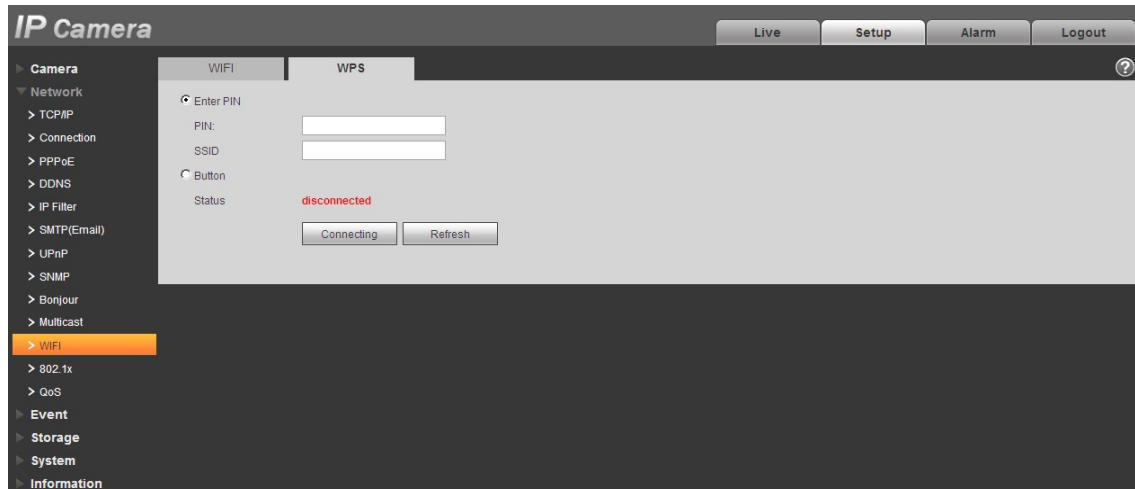 IP Camera
Live Setup Alarm Logout
Camera
Network
> TCP/IP
> Connection
> PPPoE
> DDNS
> IP Filter
> SMTP(Email)
> UPnP
> SNMP
> Bonjour
> Multicast
> WIFI
> 802.1x
> QoS
Event
Storage
System
Information
WIFI WPS
?
Enter PIN
PIN:
SSID
Button
Status disconnected
Connecting Refresh